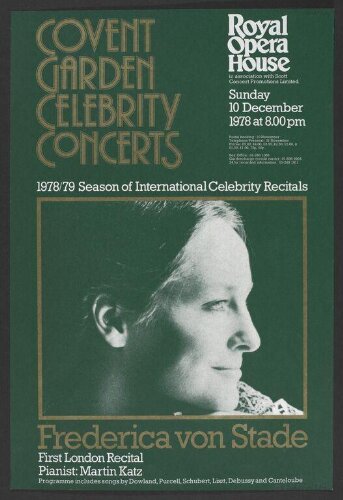 COVENT
GARDEN
CELEBRITY
CONCERTS
Royal
Opera
House
in association with Scott
Concert Promotions Limited
Sunday
10 December
1978 at 8.00pm
1978/79 Season of International Celebrity Recitals
Frederica von Stade
First London Recital
Pianist: Martin Katz
Programme includes songs by Dowland, Purcell, Schubert, Liszt, Debussy and Canteloube